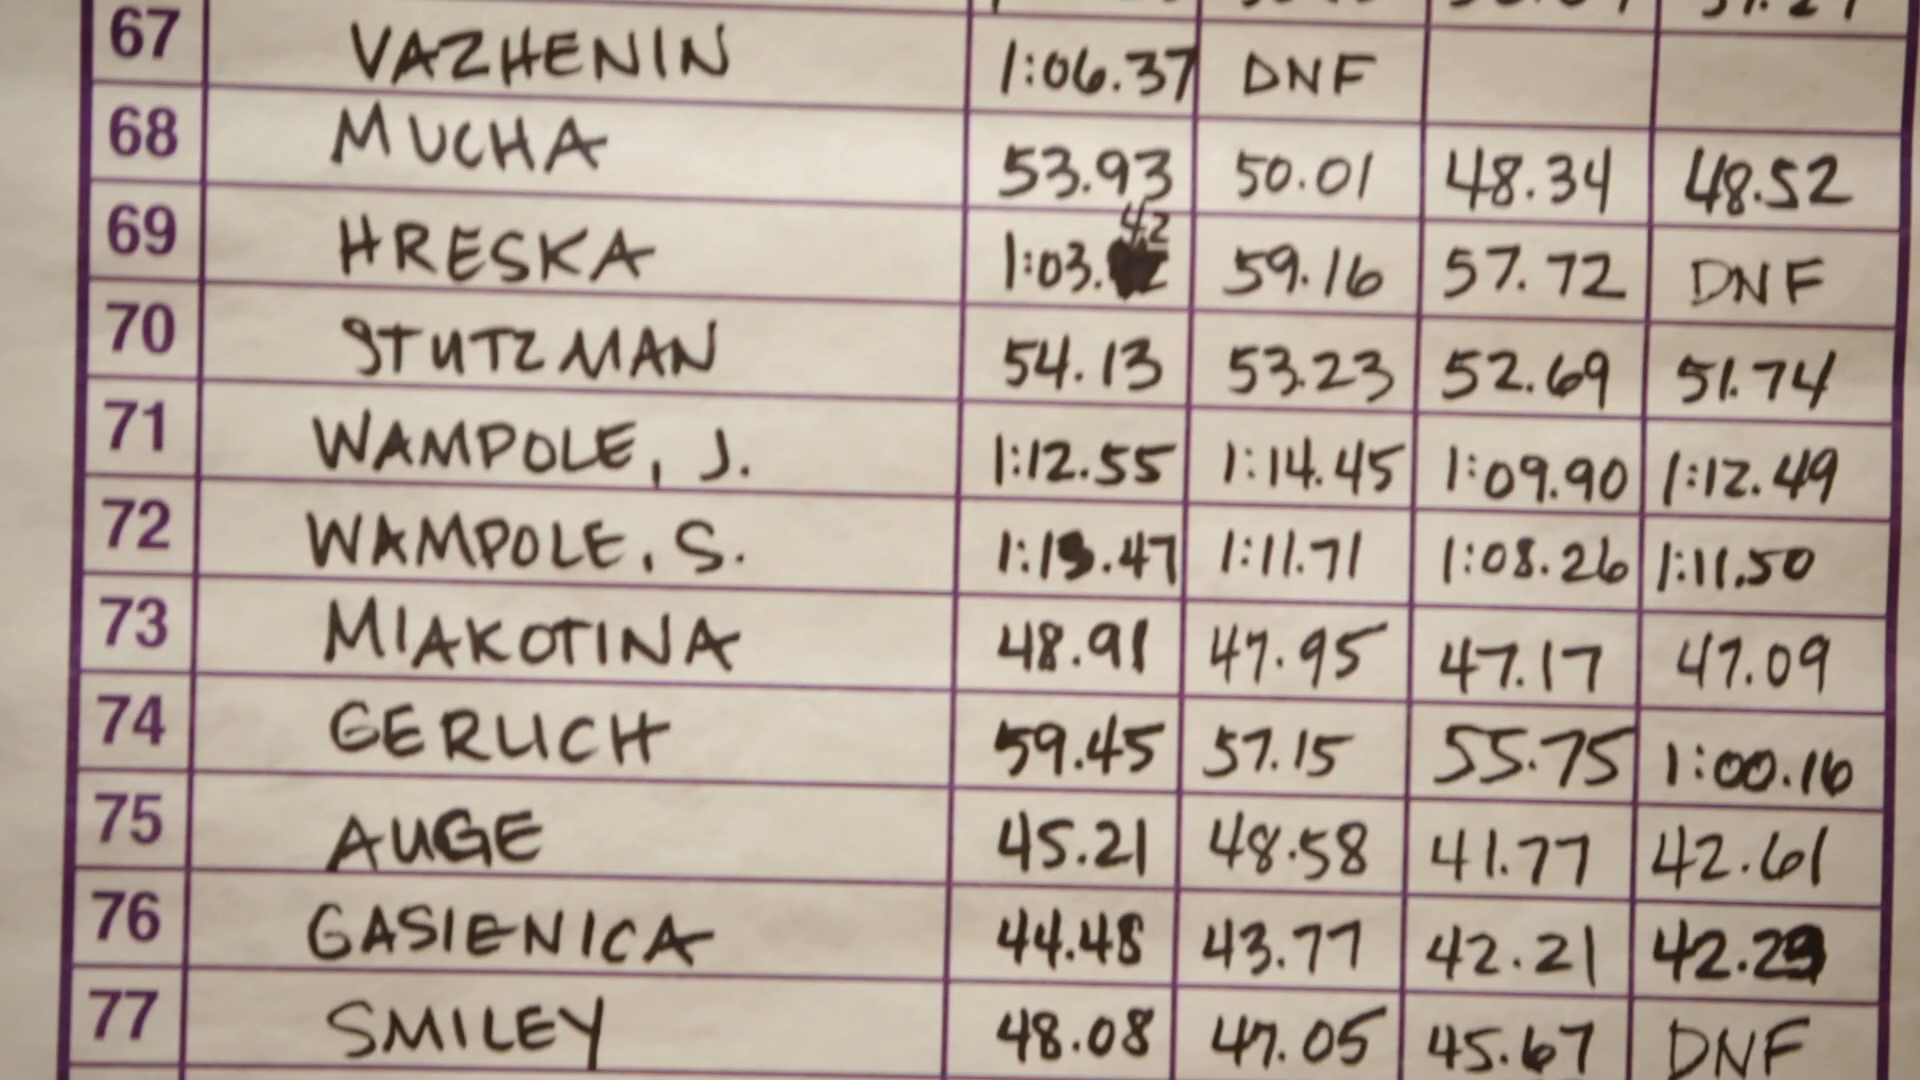 67 VAZHENIN 1:06.37 DNF
68 MUCHA 53.93 50.01 48.34 48.52
69 HRESKA 1:03.42 59.16 57.72 DNF
70 STUTZMAN 54.13 53.23 52.69 51.74
71 WAMPOLE, J. 1:12.55 1:14.45 1:09.90 1:12.49
72 WAMPOLE, S. 1:13.47 1:11.71 1:08.26 1:11.50
73 MIAKOTINA 48.91 47.95 47.17 47.09
74 GERLICH 59.45 57.15 55.75 1:00.16
75 AUGE 45.21 48.58 41.77 42.61
76 GASIENICA 44.48 43.77 42.21
77 SMILEY 48.08 47.05 45.67 DNF